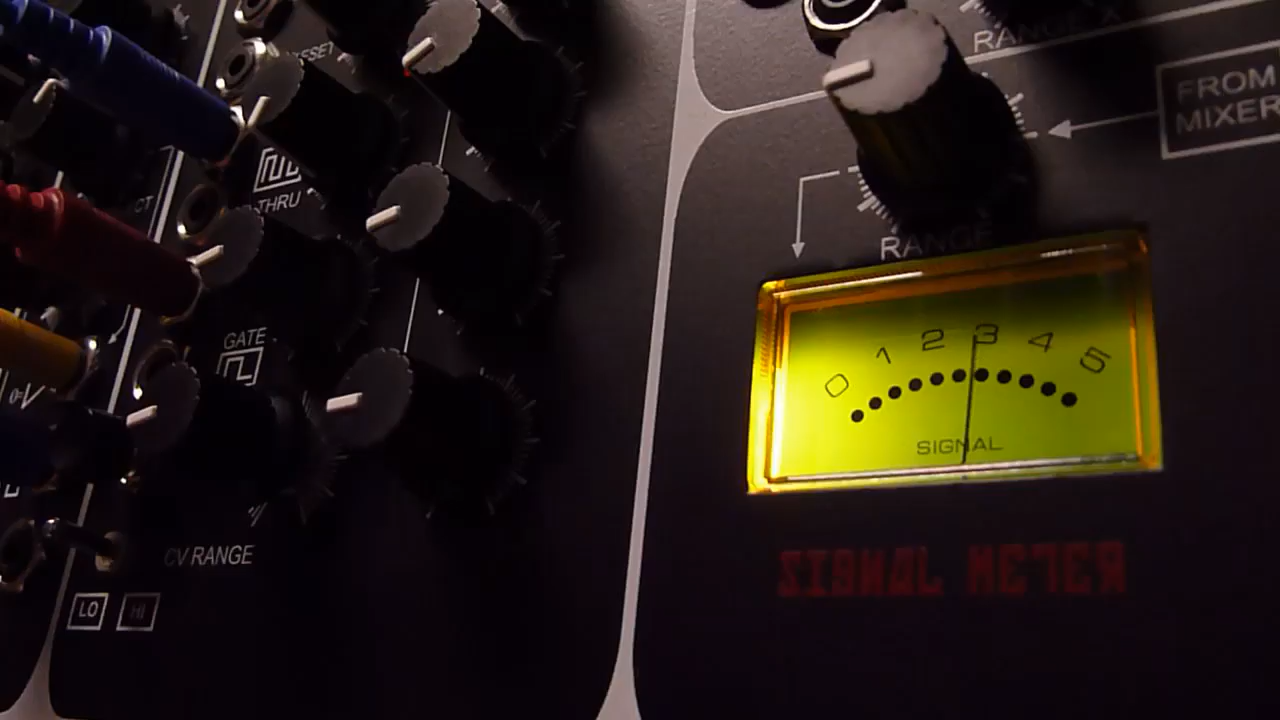 RANGE X
FROM
MIXER
THRU
RANGE
GATE
0 1 2 3 4 5
SIGNAL
CV RANGE
SIGNAL METER
LO HI